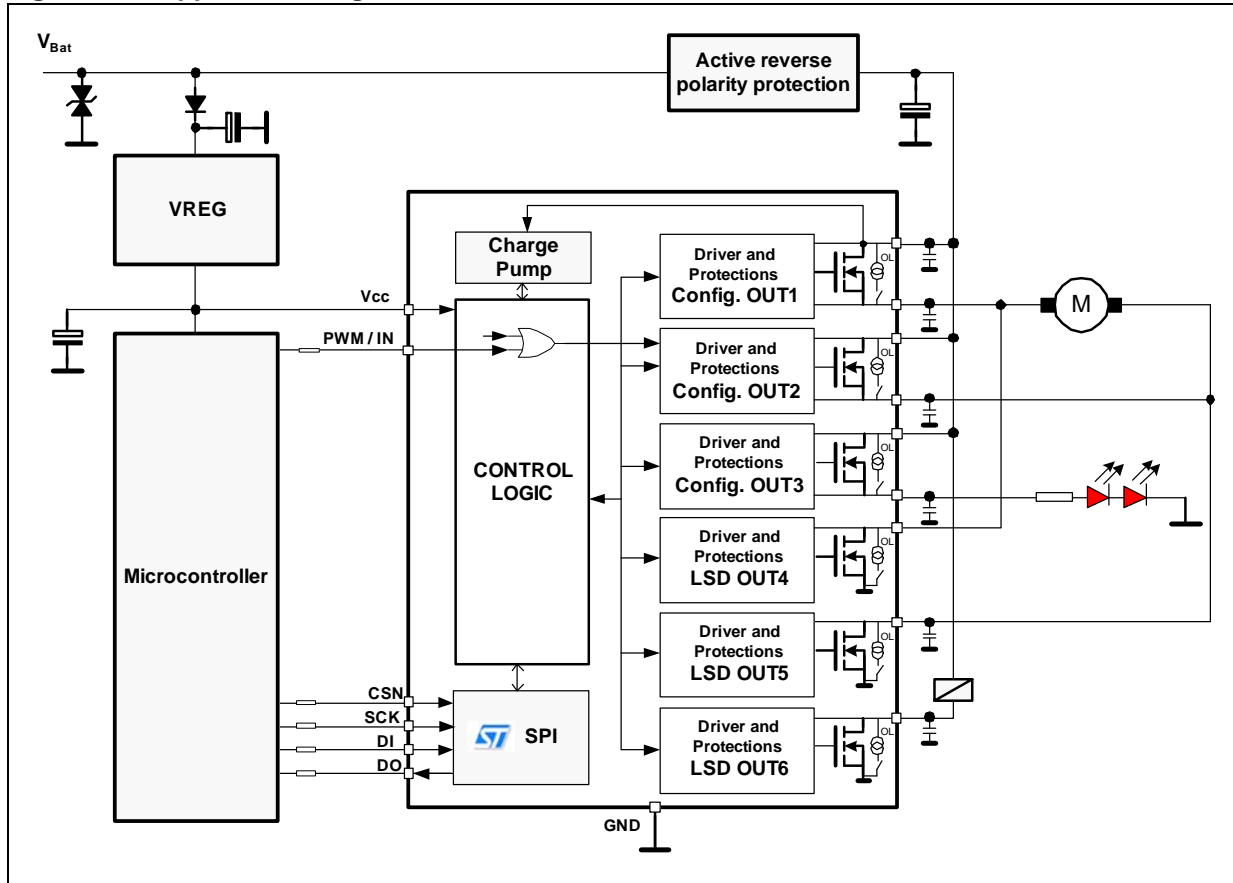 VBat
Active reverse
polarity protection
VREG
Charge
Pump
Vcc
PWM / IN
CONTROL
LOGIC
Microcontroller
CSN
SCK
DI
DO
ST SPI
GND
Driver and
Protections
Config. OUT1
OL
Driver and
Protections
Config. OUT2
OL
Driver and
Protections
Config. OUT3
OL
Driver and
Protections
LSD OUT4
OL
Driver and
Protections
LSD OUT5
OL
Driver and
Protections
LSD OUT6
OL
M